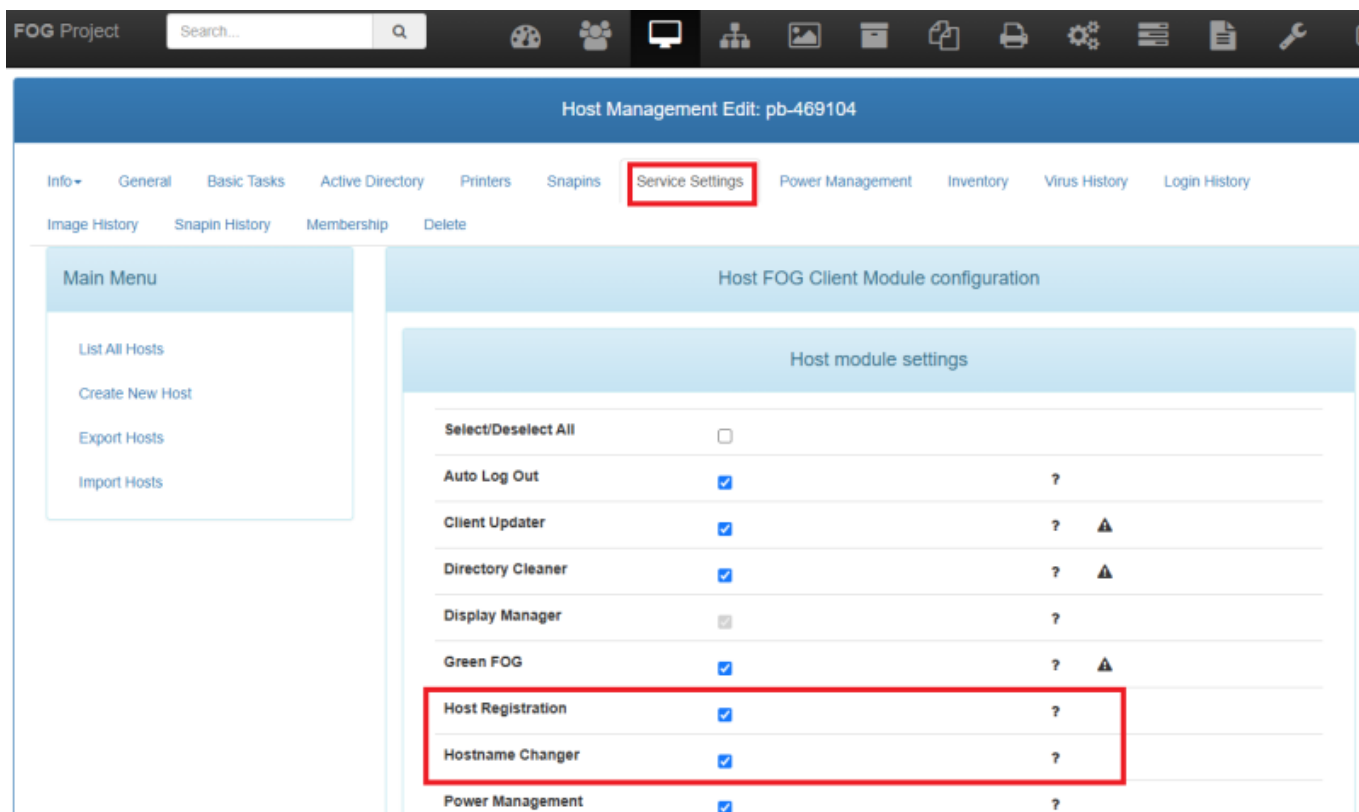 FOG Project Search...
Host Management Edit: pb-469104
Info General Basic Tasks Active Directory Printers Snapins Service Settings Power Management Inventory Virus History Login History
Image History Snapin History Membership Delete
Main Menu
List All Hosts
Create New Host
Export Hosts
Import Hosts
Host FOG Client Module configuration
Host module settings
Select/Deselect All
Auto Log Out ?
Client Updater ?
Directory Cleaner ?
Display Manager ?
Green FOG ?
Host Registration ?
Hostname Changer ?
Power Management ?